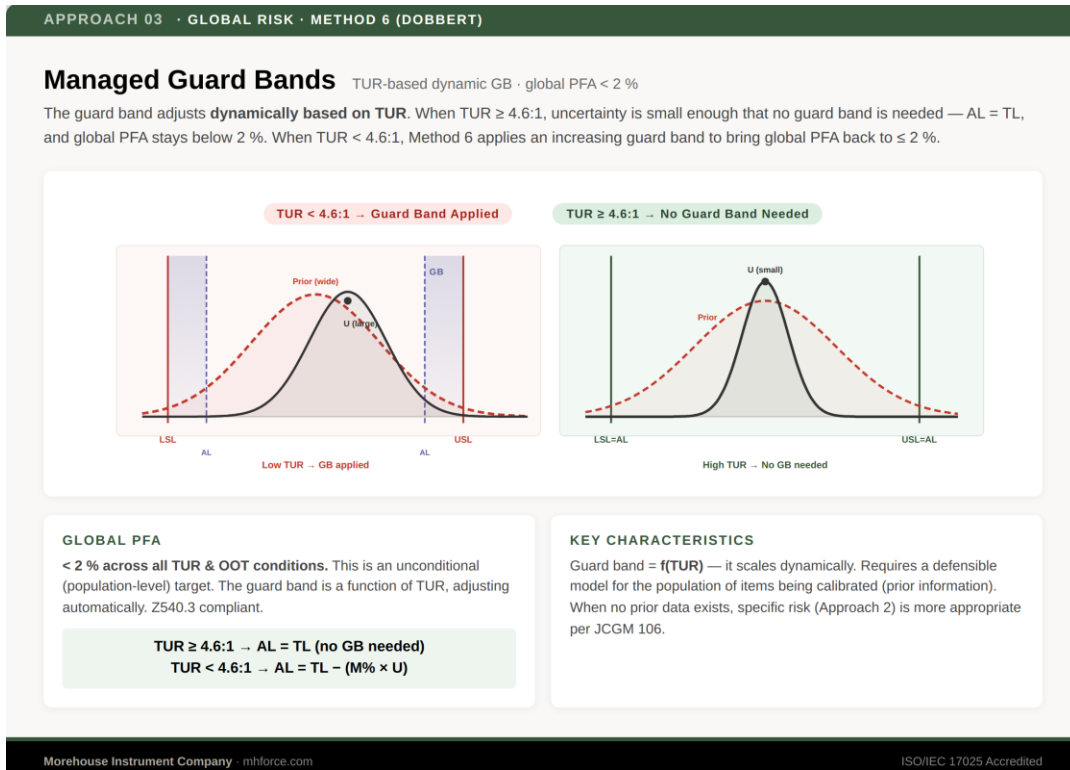 APPROACH 03 · GLOBAL RISK · METHOD 6 (DOBBERT)
Managed Guard Bands TUR-based dynamic GB · global PFA < 2 %
The guard band adjusts dynamically based on TUR. When TUR ≥ 4.6:1, uncertainty is small enough that no guard band is needed — AL = TL,
and global PFA stays below 2 %. When TUR < 4.6:1, Method 6 applies an increasing guard band to bring global PFA back to ≤ 2 %.
TUR < 4.6:1 → Guard Band Applied
GB
Prior (wide)
U (large)
LSL
USL
AL
AL
Low TUR → GB applied
TUR ≥ 4.6:1 → No Guard Band Needed
U (small)
Prior
LSL=AL
USL=AL
High TUR → No GB needed
GLOBAL PFA
< 2 % across all TUR & OOT conditions. This is an unconditional
(population-level) target. The guard band is a function of TUR, adjusting
automatically. Z540.3 compliant.
TUR ≥ 4.6:1 → AL = TL (no GB needed)
TUR < 4.6:1 → AL = TL − (M% × U)
KEY CHARACTERISTICS
Guard band = f(TUR) — it scales dynamically. Requires a defensible
model for the population of items being calibrated (prior information).
When no prior data exists, specific risk (Approach 2) is more appropriate
per JCGM 106.
Morehouse Instrument Company · mhforce.com
ISO/IEC 17025 Accredited